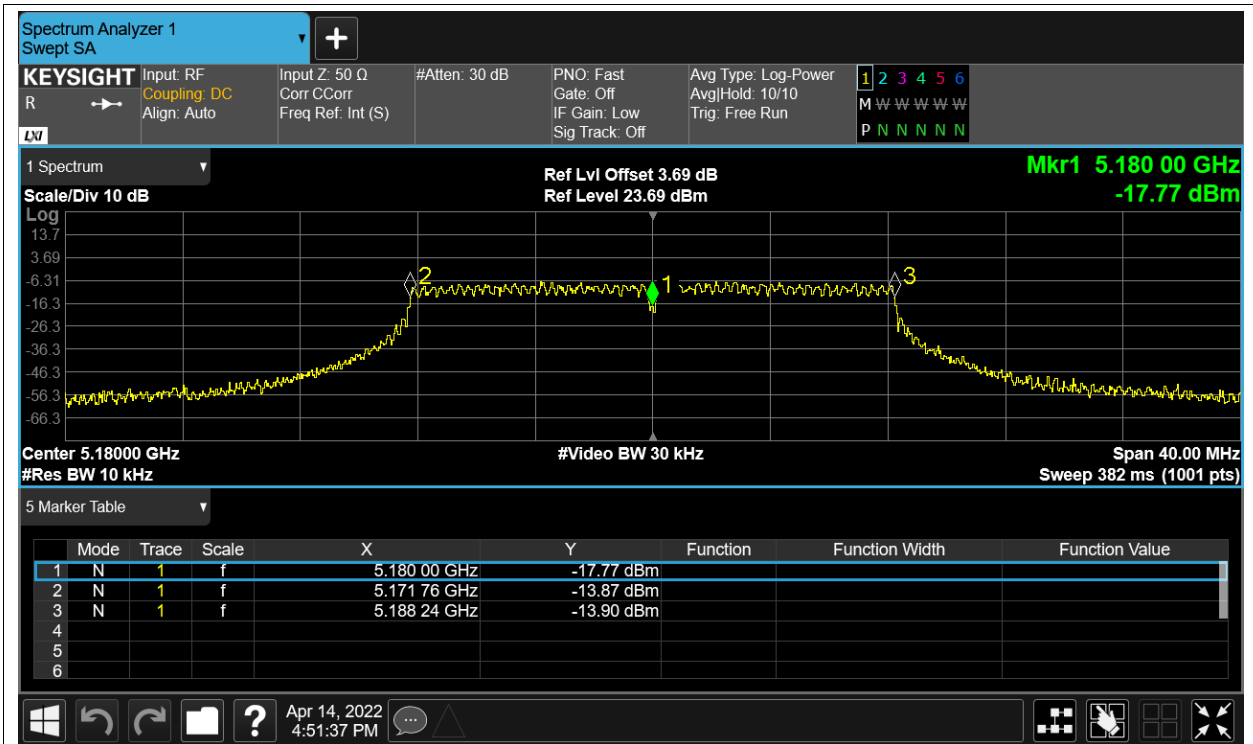 Spectrum Analyzer 1
Swept SA
KEYSIGHT
R
LXI
Input: RF
Coupling: DC
Align: Auto
Input Z: 50 Ω
Corr CCorr
Freq Ref: Int (S)
#Atten: 30 dB
PNO: Fast
Gate: Off
IF Gain: Low
Sig Track: Off
Avg Type: Log-Power
Avg|Hold: 10/10
Trig: Free Run
1 2 3 4 5 6
M W W W W W
P N N N N N
1 Spectrum
Scale/Div 10 dB
Ref Lvl Offset 3.69 dB
Ref Level 23.69 dBm
Mkr1 5.180 00 GHz
-17.77 dBm
Log
13.7
3.69
-6.31
-16.3
-26.3
-36.3
-46.3
-56.3
-66.3
2
1
3
Center 5.18000 GHz
#Video BW 30 kHz
Span 40.00 MHz
#Res BW 10 kHz
Sweep 382 ms (1001 pts)
5 Marker Table
Mode Trace Scale X Y Function Function Width Function Value
1 N 1 f 5.180 00 GHz -17.77 dBm
2 N 1 f 5.171 76 GHz -13.87 dBm
3 N 1 f 5.188 24 GHz -13.90 dBm
4
5
6
?
Apr 14, 2022
4:51:37 PM